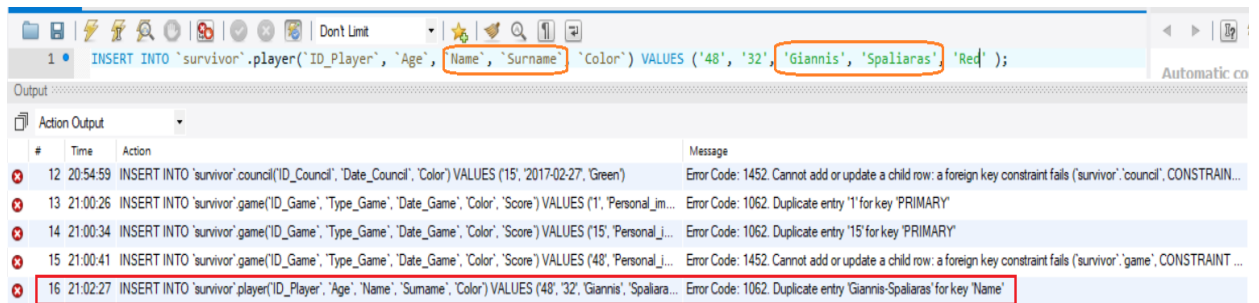 Don't Limit
1 INSERT INTO `survivor`.player(`ID_Player`, `Age`, `Name`, `Surname`, `Color`) VALUES ('48', '32', 'Giannis', 'Spaliaras', 'Red' );
Automatic co
Output
Action Output
# Time Action Message
12 20:54:59 INSERT INTO `survivor`.council(`ID_Council`, `Date_Council`, `Color`) VALUES ('15', '2017-02-27', 'Green') Error Code: 1452. Cannot add or update a child row: a foreign key constraint fails (`survivor`.`council`, CONSTRAIN...
13 21:00:26 INSERT INTO `survivor`.game(`ID_Game`, `Type_Game`, `Date_Game`, `Color`, `Score`) VALUES ('1', 'Personal_im... Error Code: 1062. Duplicate entry '1' for key 'PRIMARY'
14 21:00:34 INSERT INTO `survivor`.game(`ID_Game`, `Type_Game`, `Date_Game`, `Color`, `Score`) VALUES ('15', 'Personal_i... Error Code: 1062. Duplicate entry '15' for key 'PRIMARY'
15 21:00:41 INSERT INTO `survivor`.game(`ID_Game`, `Type_Game`, `Date_Game`, `Color`, `Score`) VALUES ('48', 'Personal_i... Error Code: 1452. Cannot add or update a child row: a foreign key constraint fails (`survivor`.`game`, CONSTRAINT ...
16 21:02:27 INSERT INTO `survivor`.player(`ID_Player`, `Age`, `Name`, `Surname`, `Color`) VALUES ('48', '32', 'Giannis', 'Spaliara... Error Code: 1062. Duplicate entry 'Giannis-Spaliaras' for key 'Name'